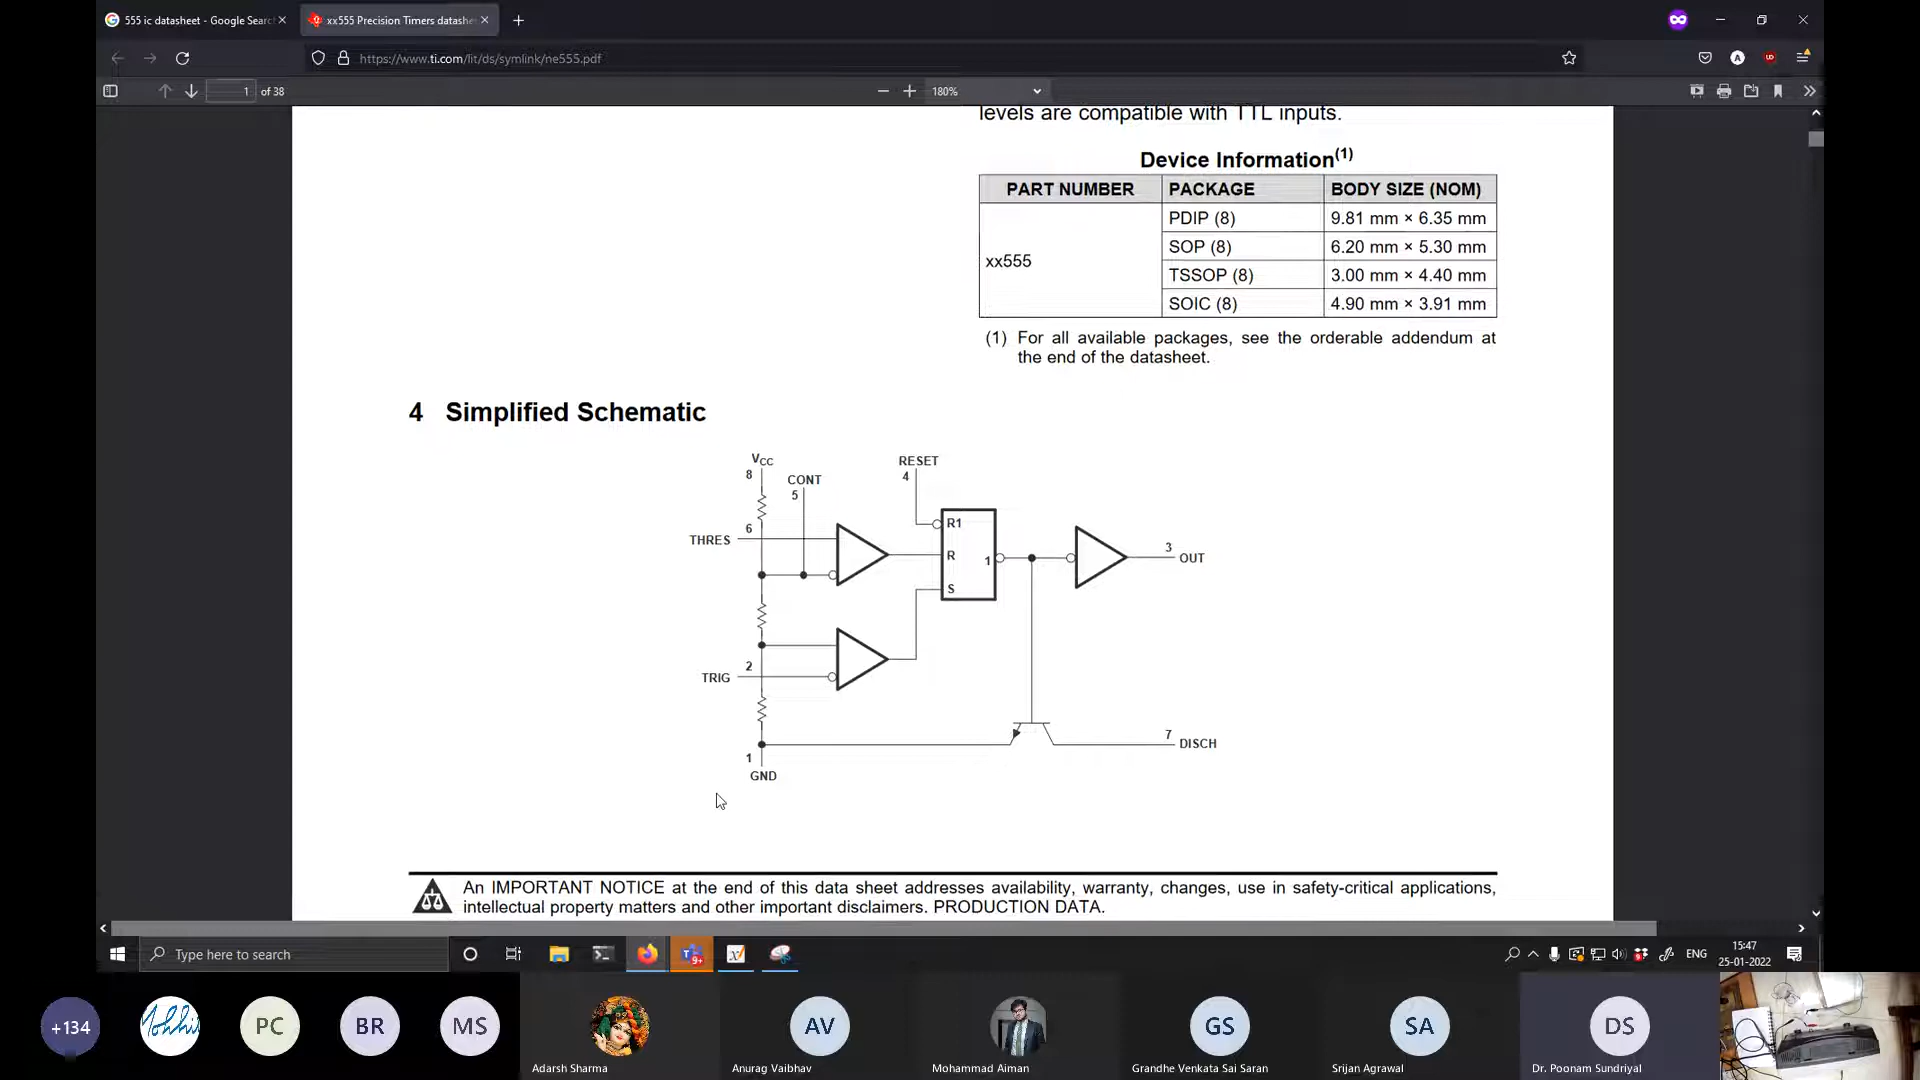 555 ic datasheet - Google Searc
xx555 Precision Timers datashe
https://www.ti.com/lit/ds/symlink/ne555.pdf
1 of 38
180%
levels are compatible with TTL inputs.
Device Information(1)
PART NUMBER PACKAGE BODY SIZE (NOM)
xx555
PDIP (8) 9.81 mm × 6.35 mm
SOP (8) 6.20 mm × 5.30 mm
TSSOP (8) 3.00 mm × 4.40 mm
SOIC (8) 4.90 mm × 3.91 mm
(1) For all available packages, see the orderable addendum at
the end of the datasheet.
4 Simplified Schematic
VCC
8
CONT
5
RESET
4
THRES
6
R1
R
S
1
3
OUT
TRIG
2
7
DISCH
1
GND
An IMPORTANT NOTICE at the end of this data sheet addresses availability, warranty, changes, use in safety-critical applications,
intellectual property matters and other important disclaimers. PRODUCTION DATA.
Type here to search
9+
ENG
15:47
25-01-2022
+134
Mohhit
PC
BR
MS
AV
GS
SA
DS
Adarsh Sharma
Anurag Vaibhav
Mohammad Aiman
Grandhe Venkata Sai Saran
Srijan Agrawal
Dr. Poonam Sundriyal